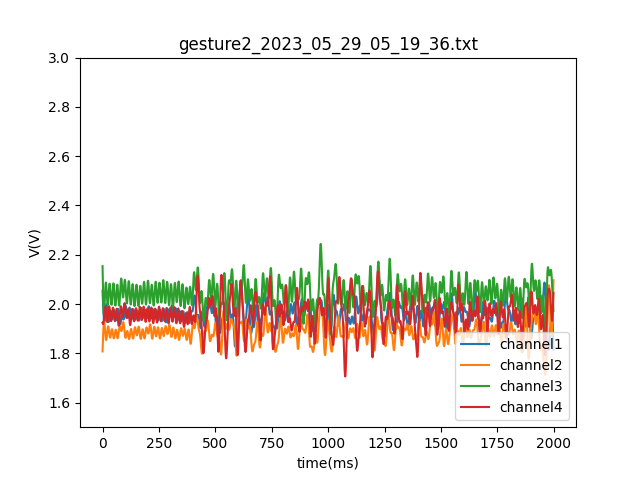 gesture2_2023_05_29_05_19_36.txt
3.0
2.8
2.6
2.4
2.2
2.0
1.8
1.6
V(V)
channel1
channel2
channel3
channel4
0 250 500 750 1000 1250 1500 1750 2000
time(ms)